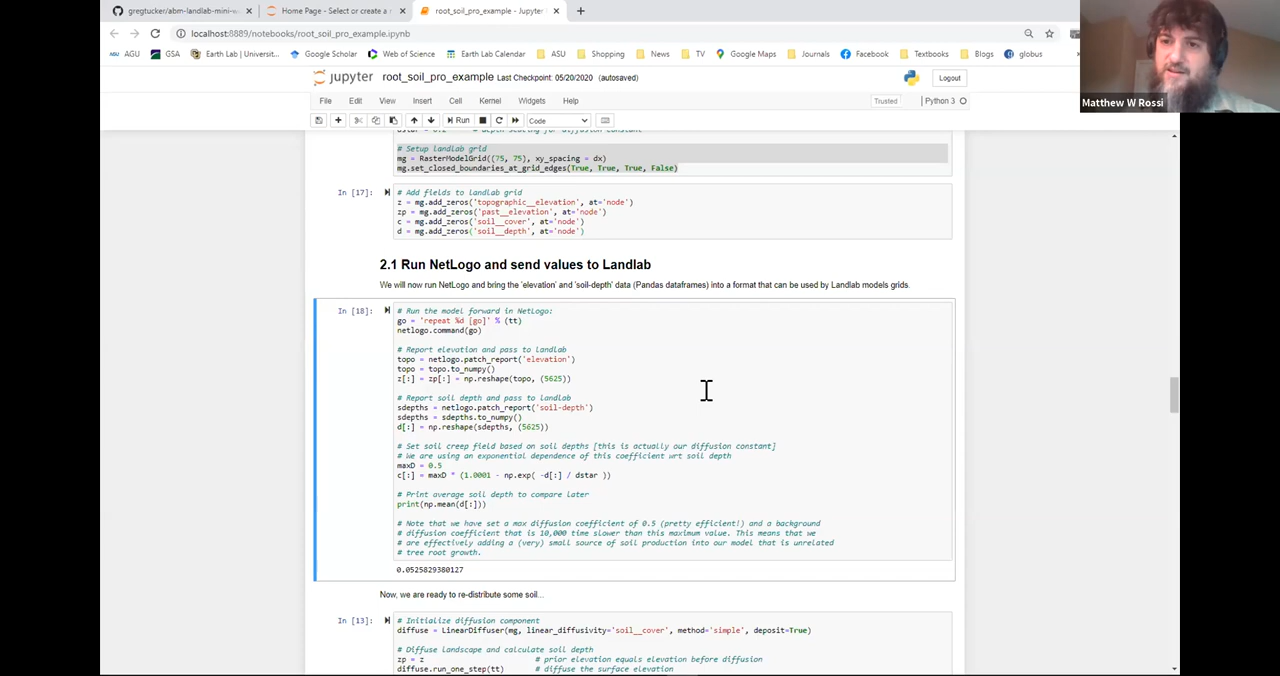 gregtucker/abm-landlab-mini-w
Home Page - Select or create a
root_soil_pro_example - Jupyter
localhost:8889/notebooks/root_soil_pro_example.ipynb
AGU
GSA
Earth Lab | Universit...
Google Scholar
Web of Science
Earth Lab Calendar
ASU
Shopping
News
TV
Google Maps
Journals
Facebook
Textbooks
Blogs
globus
jupyter root_soil_pro_example Last Checkpoint: 05/20/2020 (autosaved)
Logout
Matthew W Rossi
File Edit View Insert Cell Kernel Widgets Help
Trusted
Python 3
Run
Code
# Setup landlab grid
mg = RasterModelGrid((75, 75), xy_spacing = dx)
mg.set_closed_boundaries_at_grid_edges(True, True, True, False)
In [17]:
# Add fields to landlab grid
z = mg.add_zeros('topographic__elevation', at='node')
zp = mg.add_zeros('past__elevation', at='node')
c = mg.add_zeros('soil__cover', at='node')
d = mg.add_zeros('soil__depth', at='node')
2.1 Run NetLogo and send values to Landlab
We will now run NetLogo and bring the 'elevation' and 'soil-depth' data (Pandas dataframes) into a format that can be used by Landlab models grids.
In [18]:
# Run the model forward in NetLogo:
go = 'repeat %d [go]' % (tt)
netlogo.command(go)
# Report elevation and pass to landlab
topo = netlogo.patch_report('elevation')
topo = topo.to_numpy()
z[:] = zp[:] = np.reshape(topo, (5625))
# Report soil depth and pass to landlab
sdepths = netlogo.patch_report('soil-depth')
sdepths = sdepths.to_numpy()
d[:] = np.reshape(sdepths, (5625))
# Set soil creep field based on soil depths [this is actually our diffusion constant]
# We are using an exponential dependence of this coefficient wrt soil depth
maxD = 0.5
c[:] = maxD * (1.0001 - np.exp( -d[:] / dstar ))
# Print average soil depth to compare later
print(np.mean(d[:]))
# Note that we have set a max diffusion coefficient of 0.5 (pretty efficient!) and a background
# diffusion coefficient that is 10,000 time slower than this maximum value. This means that we
# are effectively adding a (very) small source of soil production into our model that is unrelated
# tree root growth.
0.0525829380127
Now, we are ready to re-distribute some soil...
In [13]:
# Initialize diffusion component
diffuse = LinearDiffuser(mg, linear_diffusivity='soil__cover', method='simple', deposit=True)
# Diffuse landscape and calculate soil depth
zp = z # prior elevation equals elevation before diffusion
diffuse.run_one_step(tt) # diffuse the surface elevation